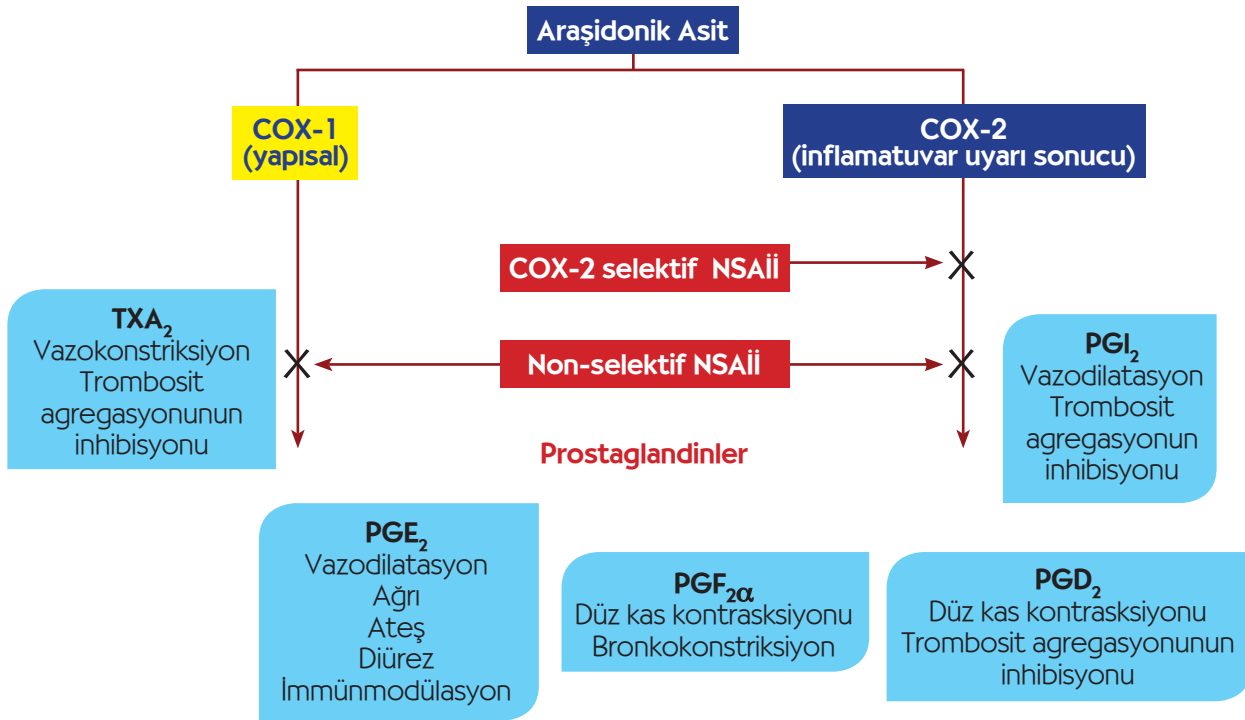 Araşidonik Asit
COX-1
(yapısal)
COX-2
(inflamatuvar uyarı sonucu)
COX-2 selektif NSAİİ
TXA₂
Vazokonstriksiyon
Trombosit
agregasyonunun
inhibisyonu
Non-selektif NSAİİ
PGI₂
Vazodilatasyon
Trombosit
agregasyonun
inhibisyonu
Prostaglandinler
PGE₂
Vazodilatasyon
Ağrı
Ateş
Diürez
İmmünmodülasyon
PGF₂α
Düz kas kontrasksiyonu
Bronkokonstriksiyon
PGD₂
Düz kas kontrasksiyonu
Trombosit agregasyonunun
inhibisyonu